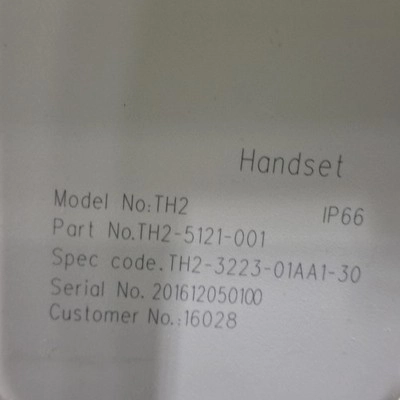 Handset
Model No:TH2 IP66
Part No.TH2-5121-001
Spec code.TH2-3223-01AA1-30
Serial No. 201612050100
Customer No.:16028